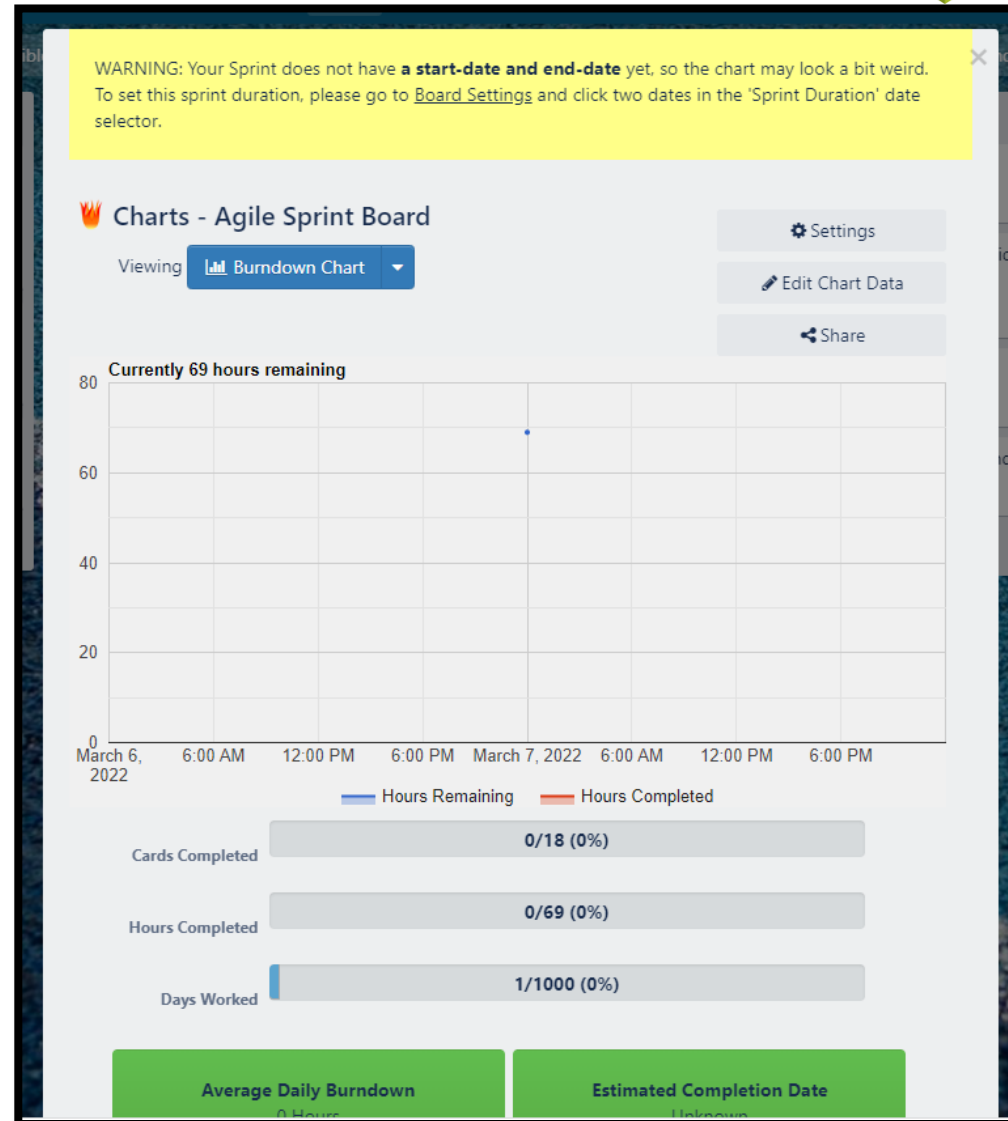 WARNING: Your Sprint does not have a start-date and end-date yet, so the chart may look a bit weird.
To set this sprint duration, please go to Board Settings and click two dates in the 'Sprint Duration' date
selector.
×
Charts - Agile Sprint Board
Viewing
Burndown Chart
Settings
Edit Chart Data
Share
Currently 69 hours remaining
80
60
40
20
0
March 6,
2022
6:00 AM
12:00 PM
6:00 PM
March 7, 2022
6:00 AM
12:00 PM
6:00 PM
Hours Remaining
Hours Completed
Cards Completed
0/18 (0%)
Hours Completed
0/69 (0%)
Days Worked
1/1000 (0%)
Average Daily Burndown
0 Hours
Estimated Completion Date
Unknown